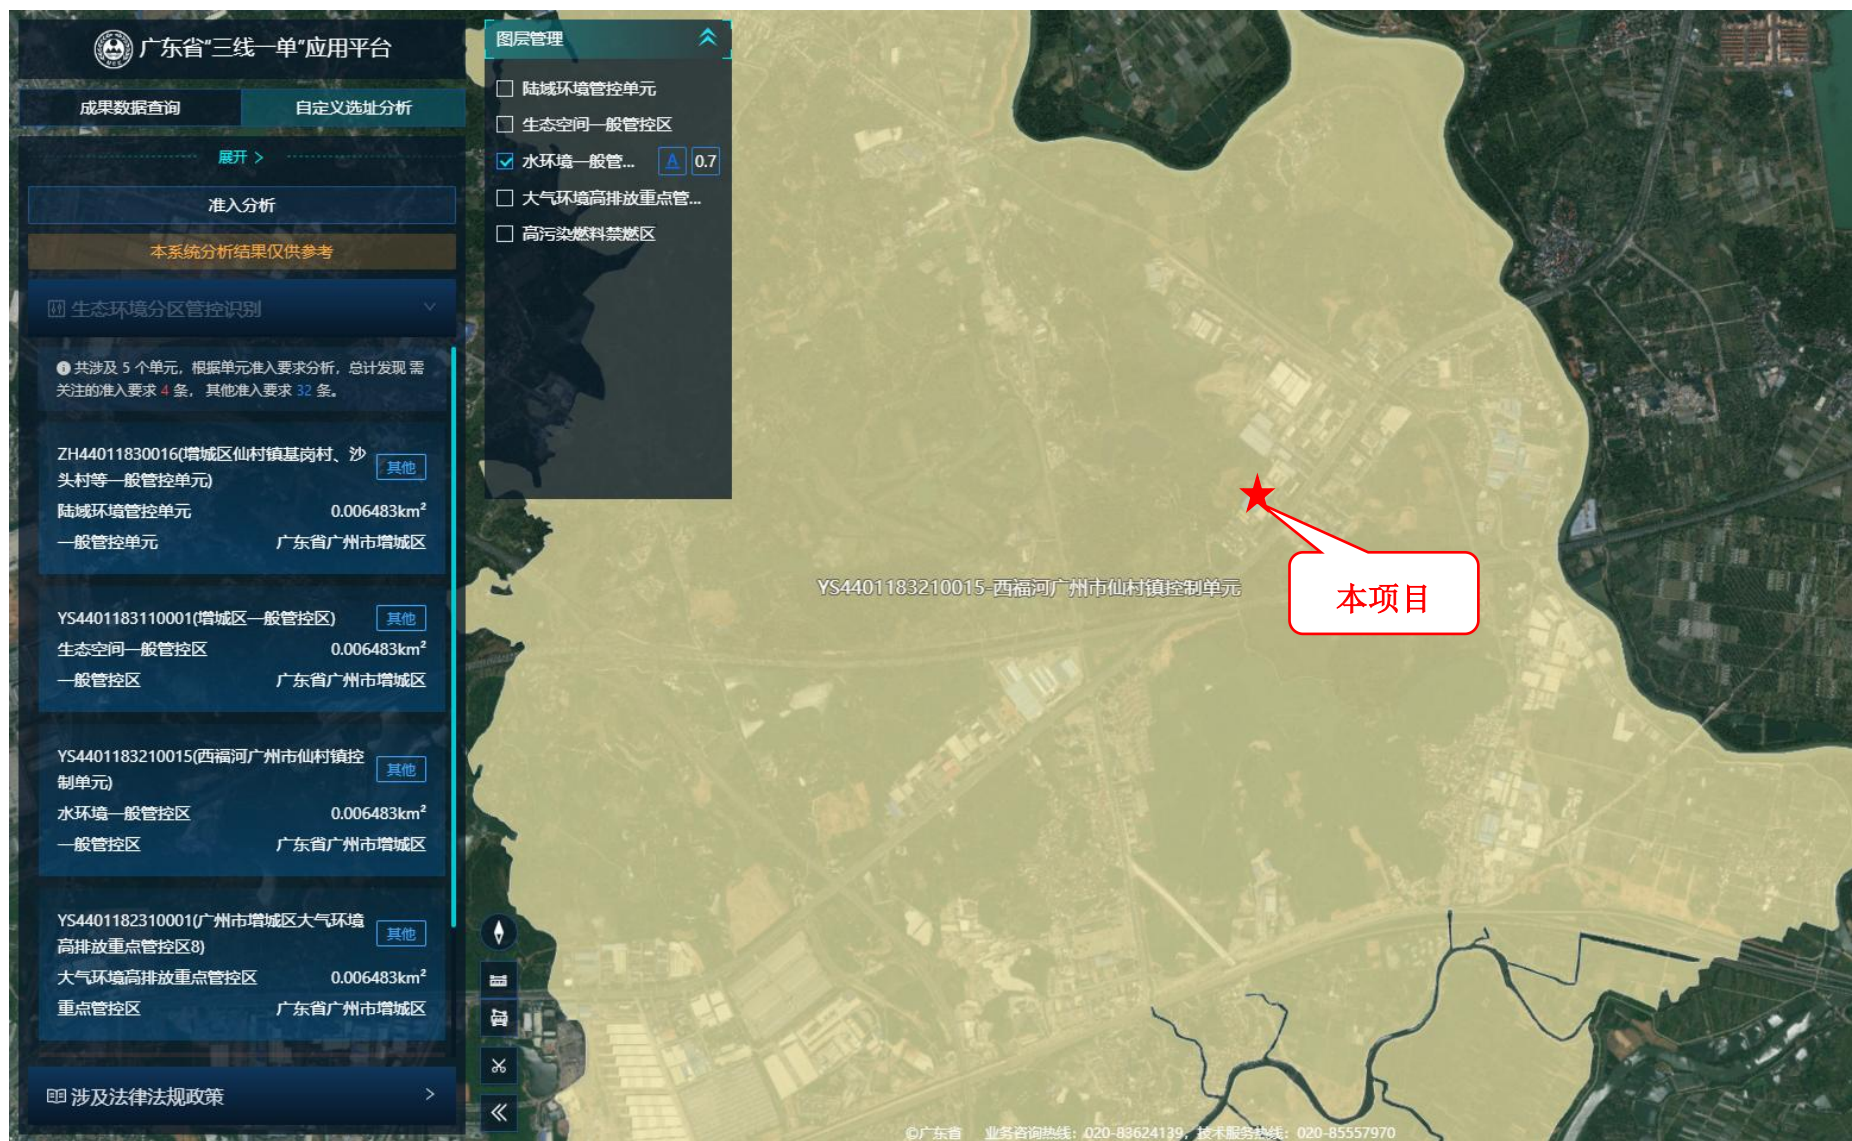 广东省"三线一单"应用平台
成果数据查询
自定义选址分析
展开 >
准入分析
本系统分析结果仅供参考
生态环境分区管控识别
共涉及 5 个单元，根据单元准入要求分析，总计发现 需
关注的准入要求 4 条， 其他准入要求 32 条。
ZH44011830016(增城区仙村镇基岗村、沙
头村等一般管控单元)
其他
陆域环境管控单元 0.006483km²
一般管控单元 广东省广州市增城区
YS4401183110001(增城区一般管控区)
其他
生态空间一般管控区 0.006483km²
一般管控区 广东省广州市增城区
YS4401183210015(西福河广州市仙村镇控
制单元)
其他
水环境一般管控区 0.006483km²
一般管控区 广东省广州市增城区
YS4401182310001(广州市增城区大气环境
高排放重点管控区8)
其他
大气环境高排放重点管控区 0.006483km²
重点管控区 广东省广州市增城区
涉及法律法规政策
图层管理
陆域环境管控单元
生态空间一般管控区
水环境一般管... A 0.7
大气环境高排放重点管...
高污染燃料禁燃区
YS4401183210015-西福河广州市仙村镇控制单元
本项目
©广东省 业务咨询热线：020-83624139，技术服务热线：020-85557970